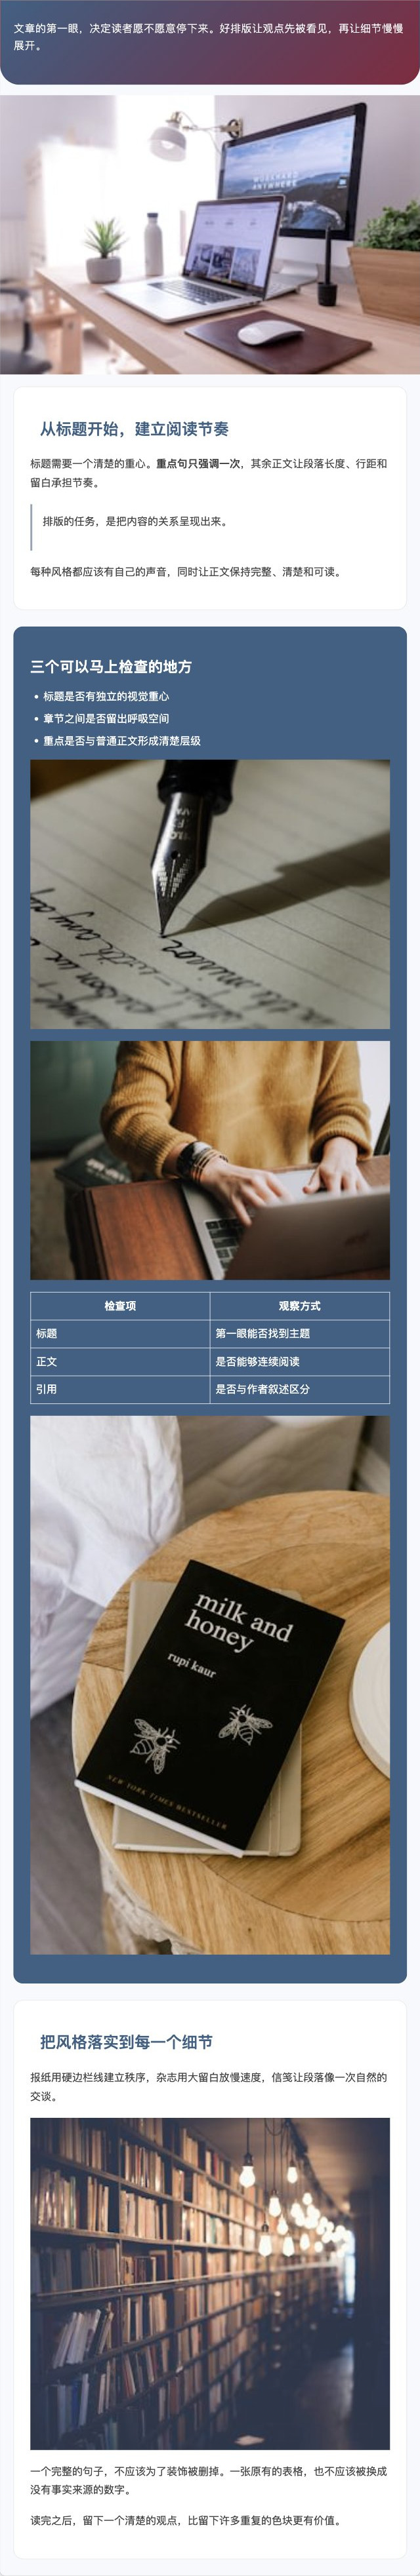 文章的第一眼，决定读者愿不愿意停下来。好排版让观点先被看见，再让细节慢慢
展开。
WORKHARD
ANYWHERE
从标题开始，建立阅读节奏
标题需要一个清楚的重心。重点句只强调一次，其余正文让段落长度、行距和
留白承担节奏。
排版的任务，是把内容的关系呈现出来。
每种风格都应该有自己的声音，同时让正文保持完整、清楚和可读。
三个可以马上检查的地方
• 标题是否有独立的视觉重心
• 章节之间是否留出呼吸空间
• 重点是否与普通正文形成清楚层级
检查项 观察方式
标题 第一眼能否找到主题
正文 是否能够连续阅读
引用 是否与作者叙述区分
milk and
honey
rupi kaur
NEW YORK TIMES BESTSELLER
把风格落实到每一个细节
报纸用硬边栏线建立秩序，杂志用大留白放慢速度，信笺让段落像一次自然的
交谈。
一个完整的句子，不应该为了装饰被删掉。一张原有的表格，也不应该被换成
没有事实来源的数字。
读完之后，留下一个清楚的观点，比留下许多重复的色块更有价值。